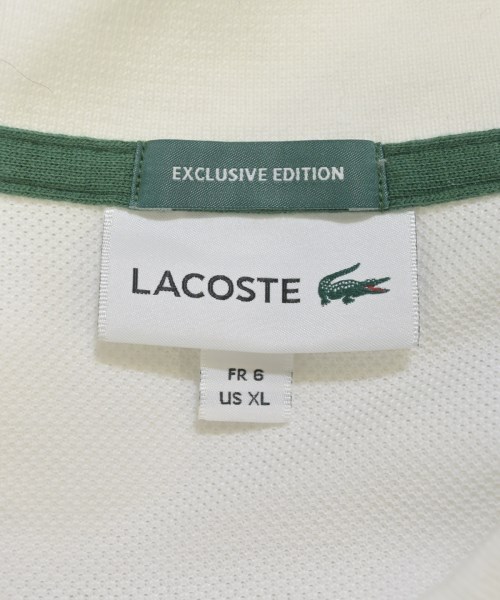 EXCLUSIVE EDITION
LACOSTE
FR 6
US XL